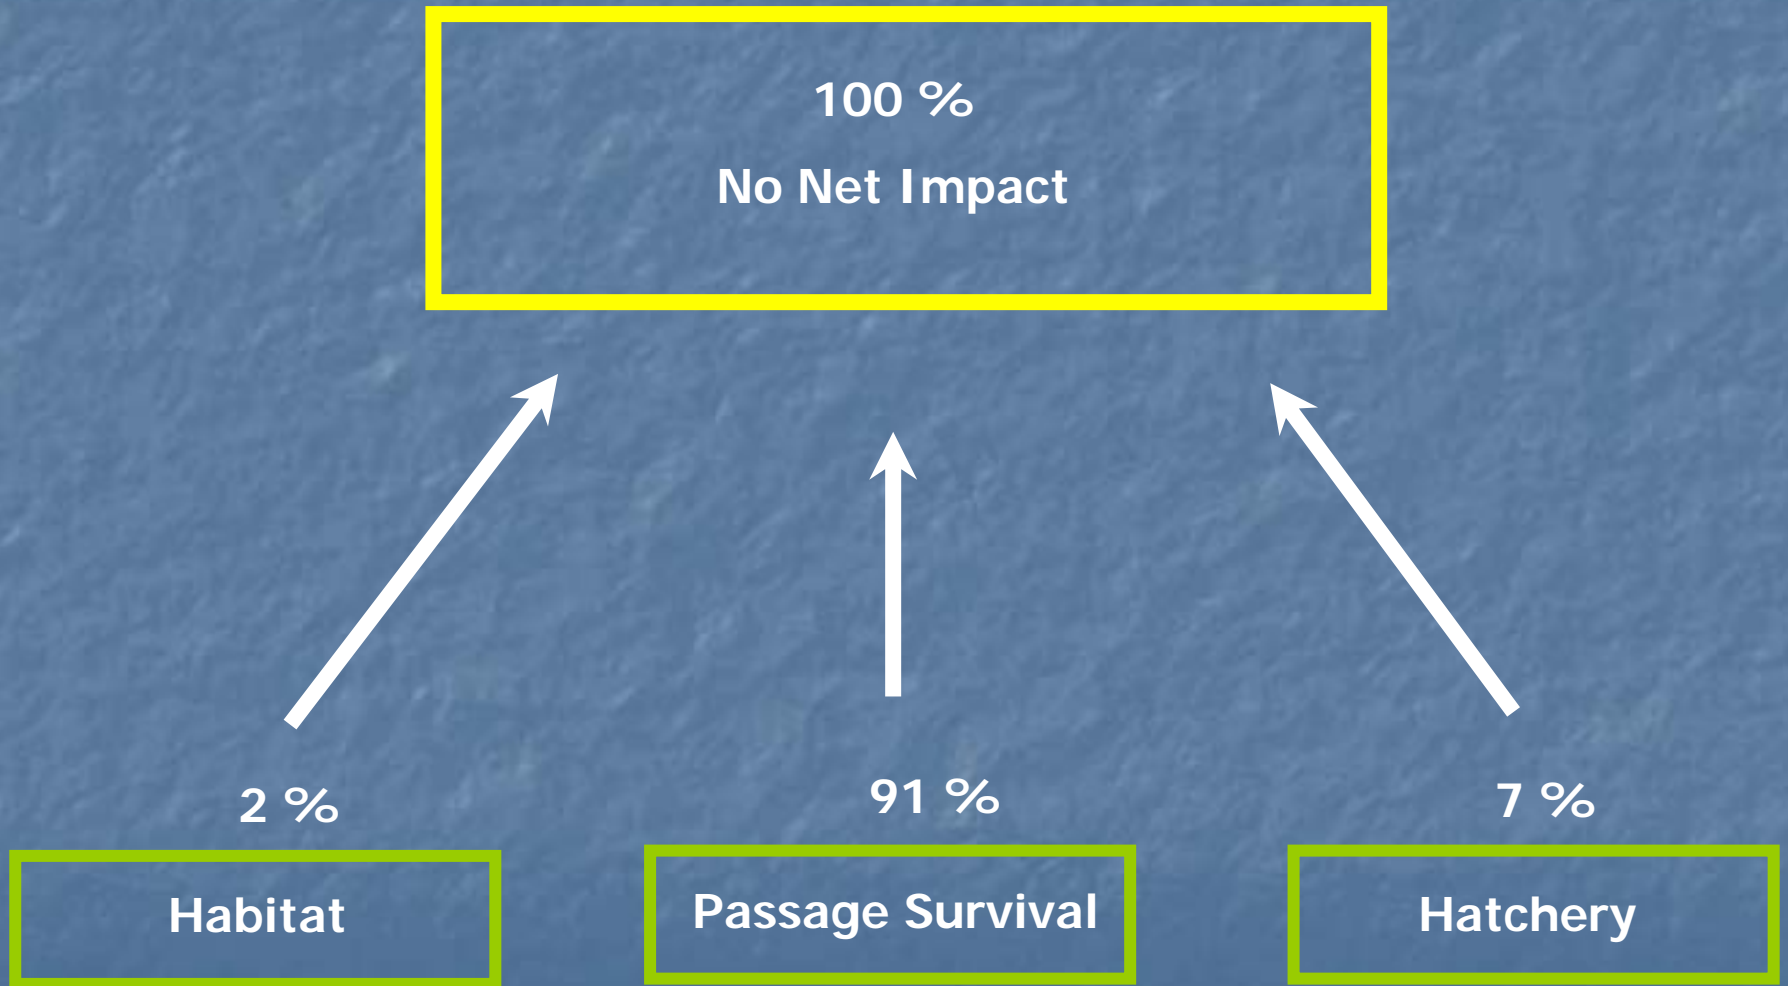 100 %
No Net Impact
2 %
91 %
7 %
Habitat
Passage Survival
Hatchery